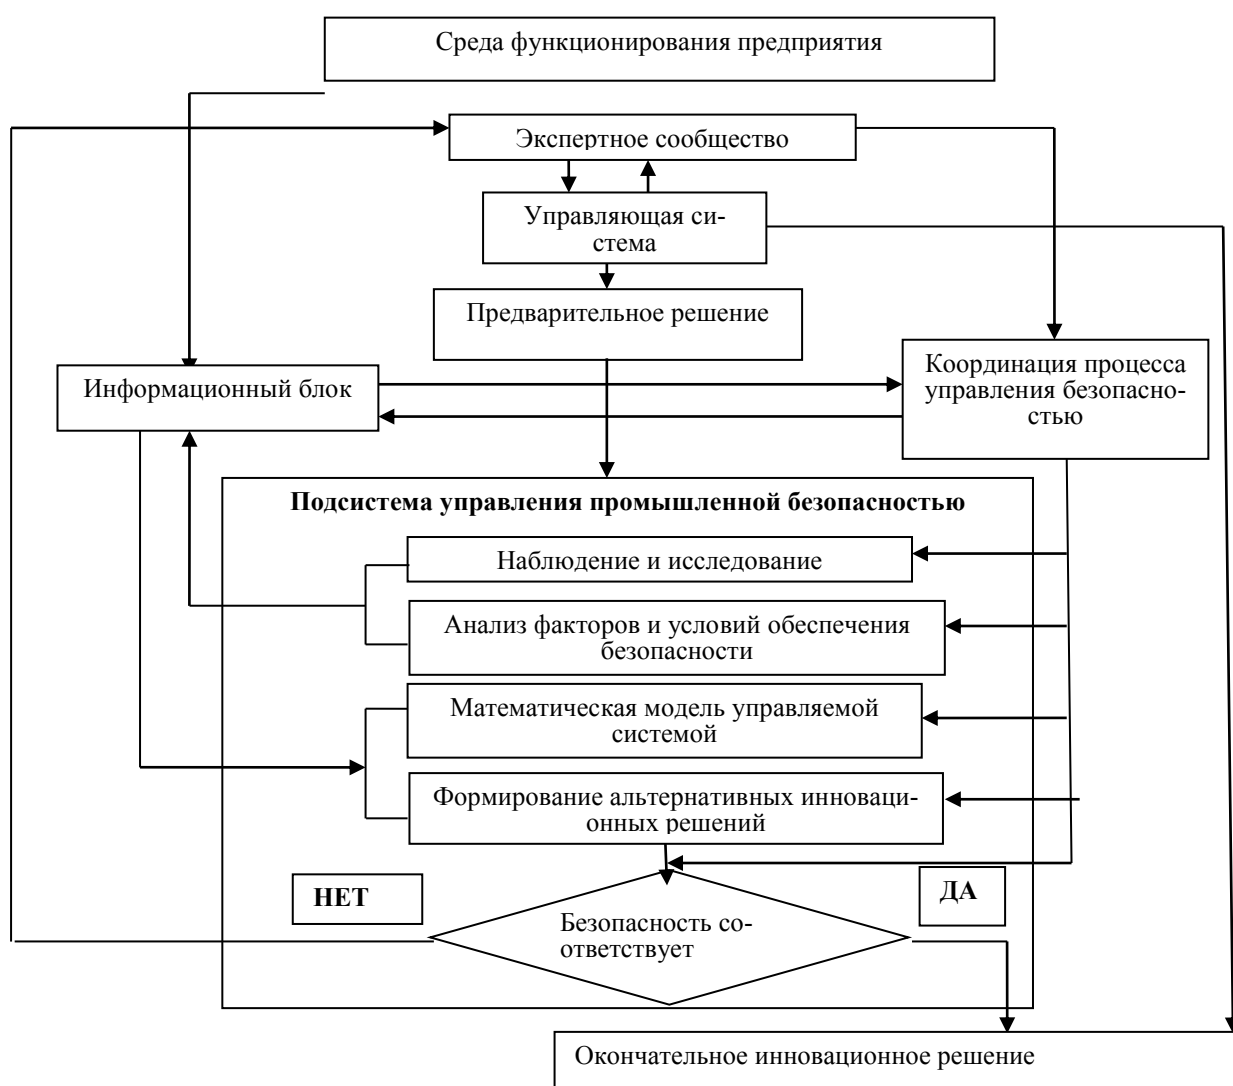 Среда функционирования предприятия
Экспертное сообщество
Управляющая си-
стема
Предварительное решение
Информационный блок
Координация процесса
управления безопасно-
стью
Подсистема управления промышленной безопасностью
Наблюдение и исследование
Анализ факторов и условий обеспечения
безопасности
Математическая модель управляемой
системой
Формирование альтернативных инноваци-
онных решений
НЕТ
ДА
Безопасность со-
ответствует
Окончательное инновационное решение